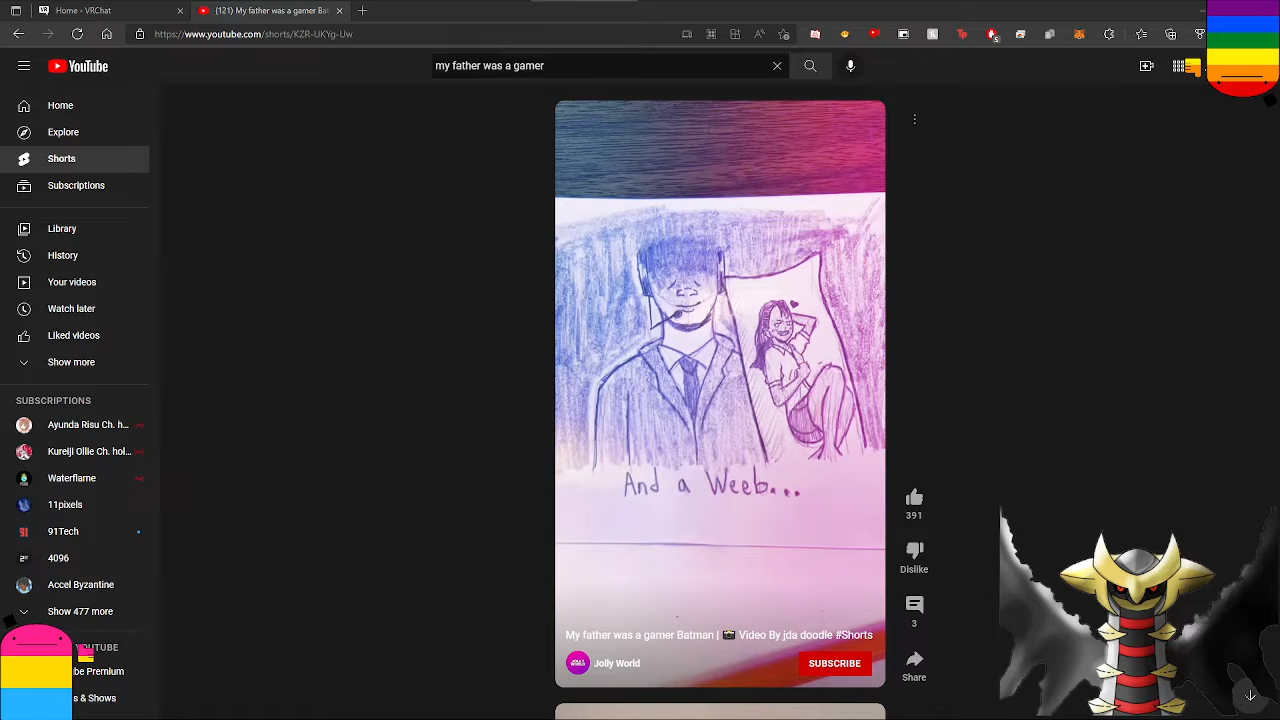 Home - VRChat
(121) My father was a gamer Bat
https://www.youtube.com/shorts/KZR-UKYg-Uw
YouTube
my father was a gamer
Home
Explore
Shorts
Subscriptions
Library
History
Your videos
Watch later
Liked videos
Show more
SUBSCRIPTIONS
Ayunda Risu Ch. h...
Kureiji Ollie Ch. hol...
Waterflame
11pixels
91Tech
4096
Accel Byzantine
Show 477 more
And a Weeb...
391
Dislike
3
Share
My father was a gamer Batman | Video By jda doodle #Shorts
Jolly World
SUBSCRIBE